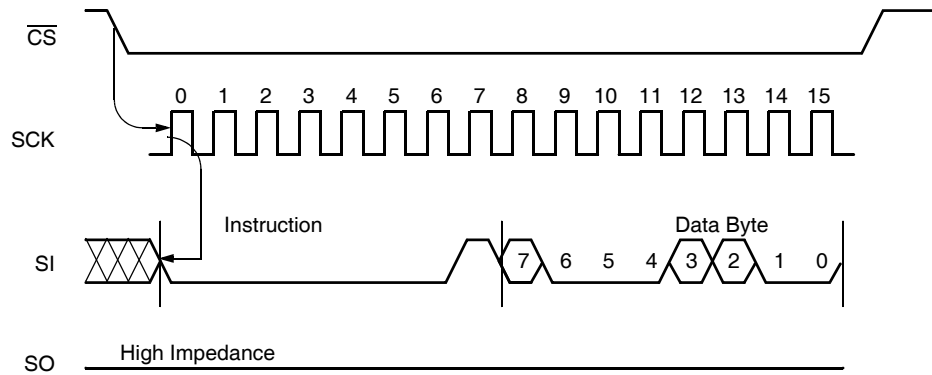 CS
0 1 2 3 4 5 6 7 8 9 10 11 12 13 14 15
SCK
Instruction
Data Byte
SI
7 6 5 4 3 2 1 0
High Impedance
SO